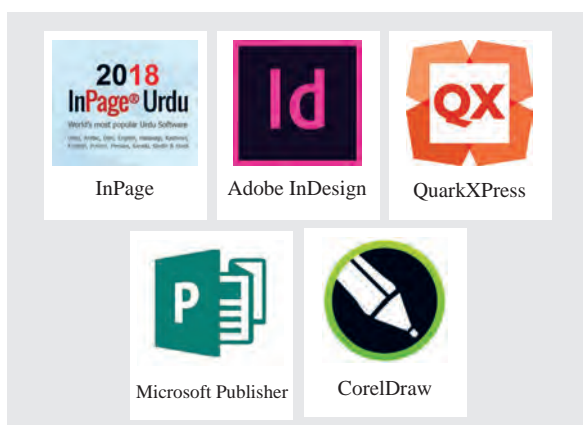 2018
InPage® Urdu
World's most popular Urdu Software
InPage
Id
Adobe InDesign
QX
QuarkXPress
P
Microsoft Publisher
CorelDraw